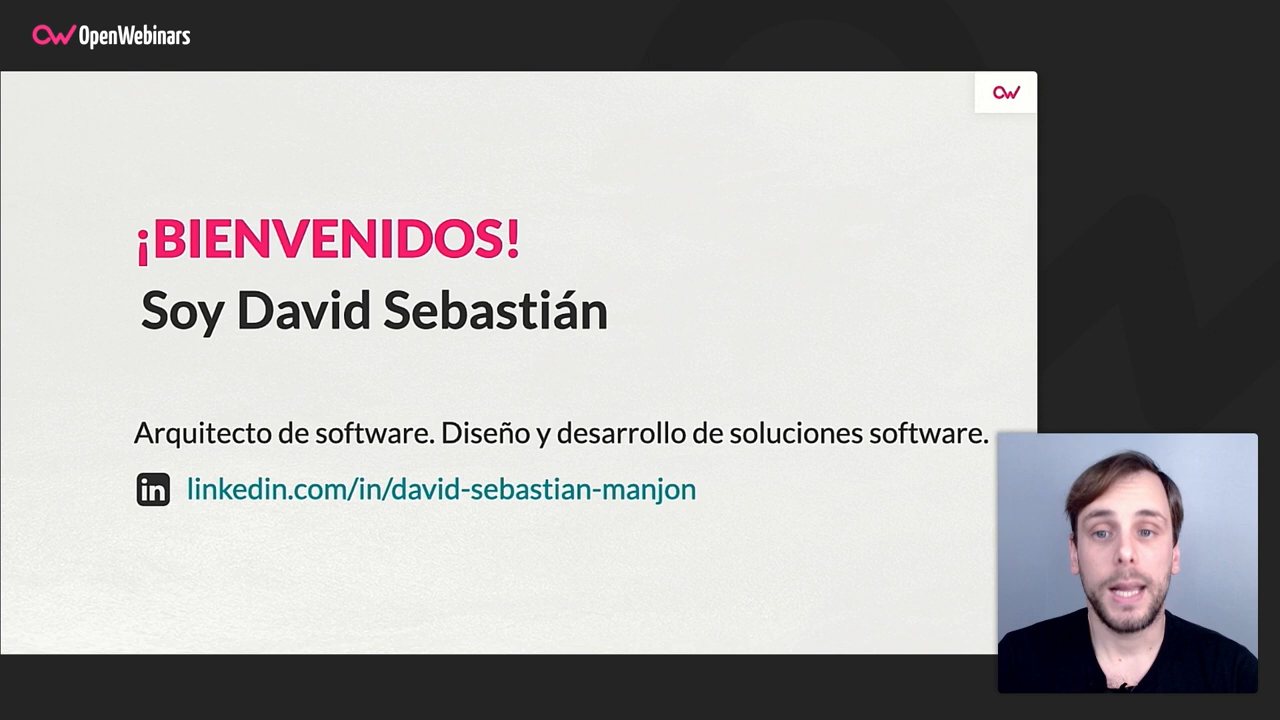 OpenWebinars
¡BIENVENIDOS!
Soy David Sebastián
Arquitecto de software. Diseño y desarrollo de soluciones software.
in linkedin.com/in/david-sebastian-manjon